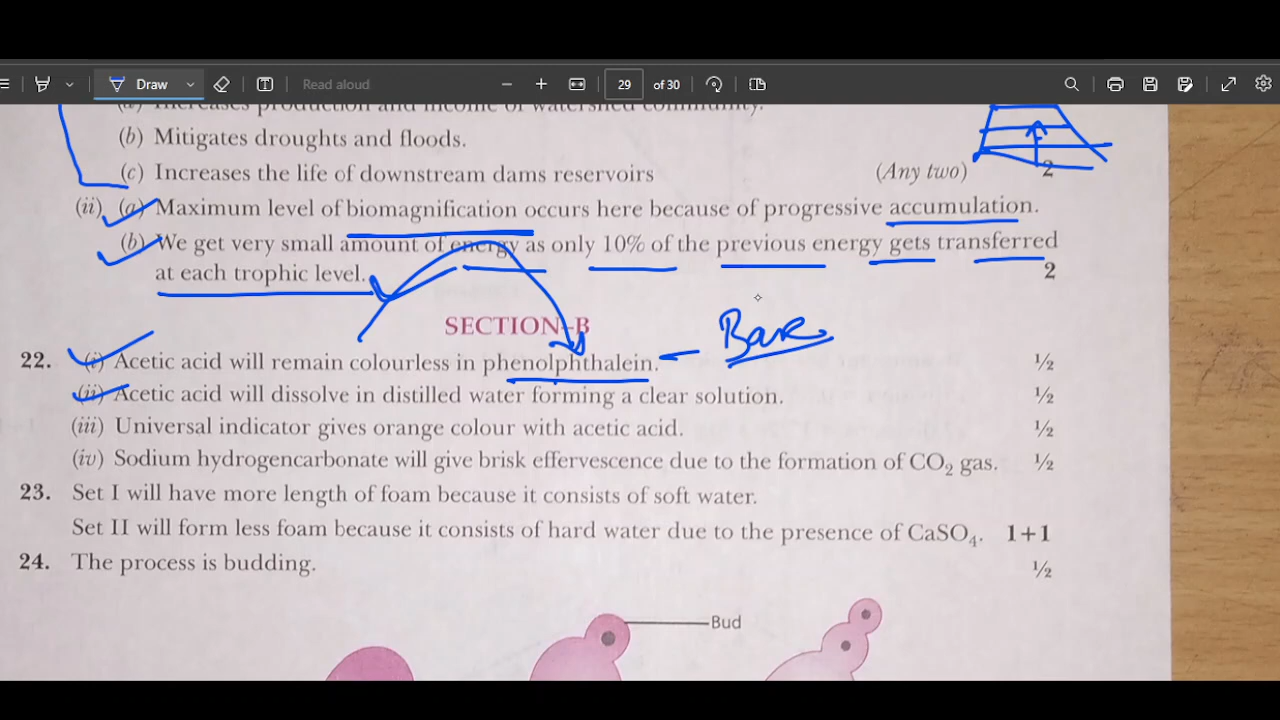 Draw
Read aloud
29 of 30
(a) Increases production and income of watershed community.
(b) Mitigates droughts and floods.
(c) Increases the life of downstream dams reservoirs (Any two) 2
(ii) (a) Maximum level of biomagnification occurs here because of progressive accumulation.
(b) We get very small amount of energy as only 10% of the previous energy gets transferred
at each trophic level. 2
SECTION–B
22. (i) Acetic acid will remain colourless in phenolphthalein. – Base ½
(ii) Acetic acid will dissolve in distilled water forming a clear solution. ½
(iii) Universal indicator gives orange colour with acetic acid. ½
(iv) Sodium hydrogencarbonate will give brisk effervescence due to the formation of CO₂ gas. ½
23. Set I will have more length of foam because it consists of soft water.
Set II will form less foam because it consists of hard water due to the presence of CaSO₄. 1+1
24. The process is budding. ½
Bud